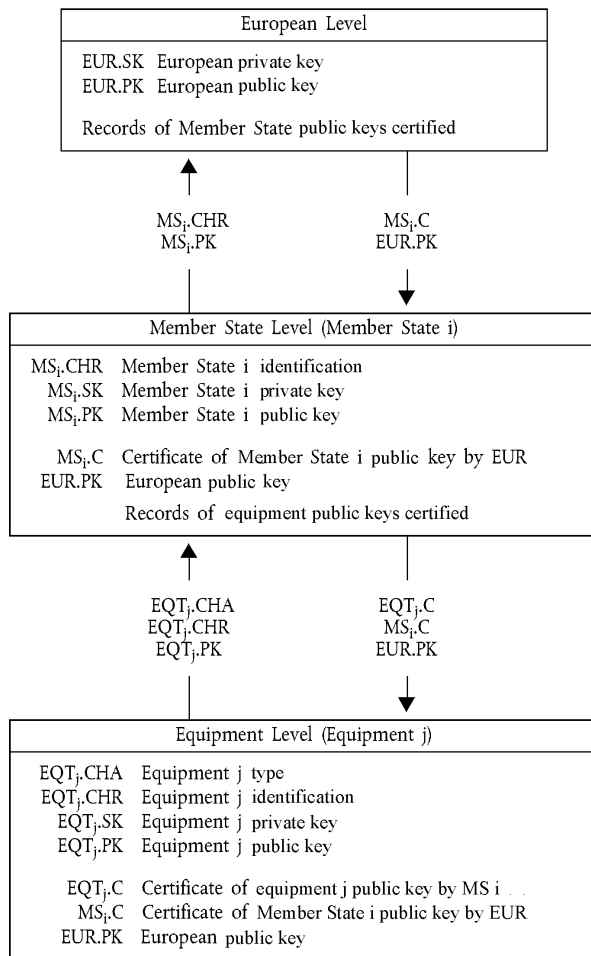 European Level
EUR.SK European private key
EUR.PK European public key
Records of Member State public keys certified
MSi.CHR
MSi.PK
MSi.C
EUR.PK
Member State Level (Member State i)
MSi.CHR Member State i identification
MSi.SK Member State i private key
MSi.PK Member State i public key
MSi.C Certificate of Member State i public key by EUR
EUR.PK European public key
Records of equipment public keys certified
EQTj.CHA
EQTj.CHR
EQTj.PK
EQTj.C
MSi.C
EUR.PK
Equipment Level (Equipment j)
EQTj.CHA Equipment j type
EQTj.CHR Equipment j identification
EQTj.SK Equipment j private key
EQTj.PK Equipment j public key
EQTj.C Certificate of equipment j public key by MS i
MSi.C Certificate of Member State i public key by EUR
EUR.PK European public key